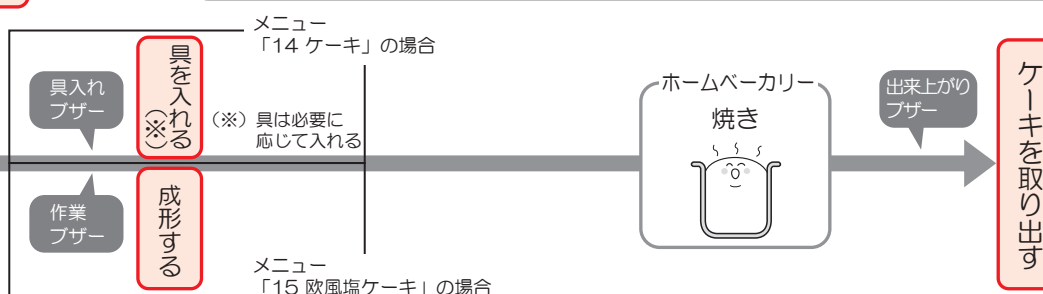 メニュー
「14 ケーキ」の場合
具入れ
ブザー
具を入れる
(※)
(※)具は必要に
応じて入れる
作業
ブザー
成形する
メニュー
「15 欧風塩ケーキ」の場合
ホームベーカリー
焼き
出来上がり
ブザー
ケーキを取り出す